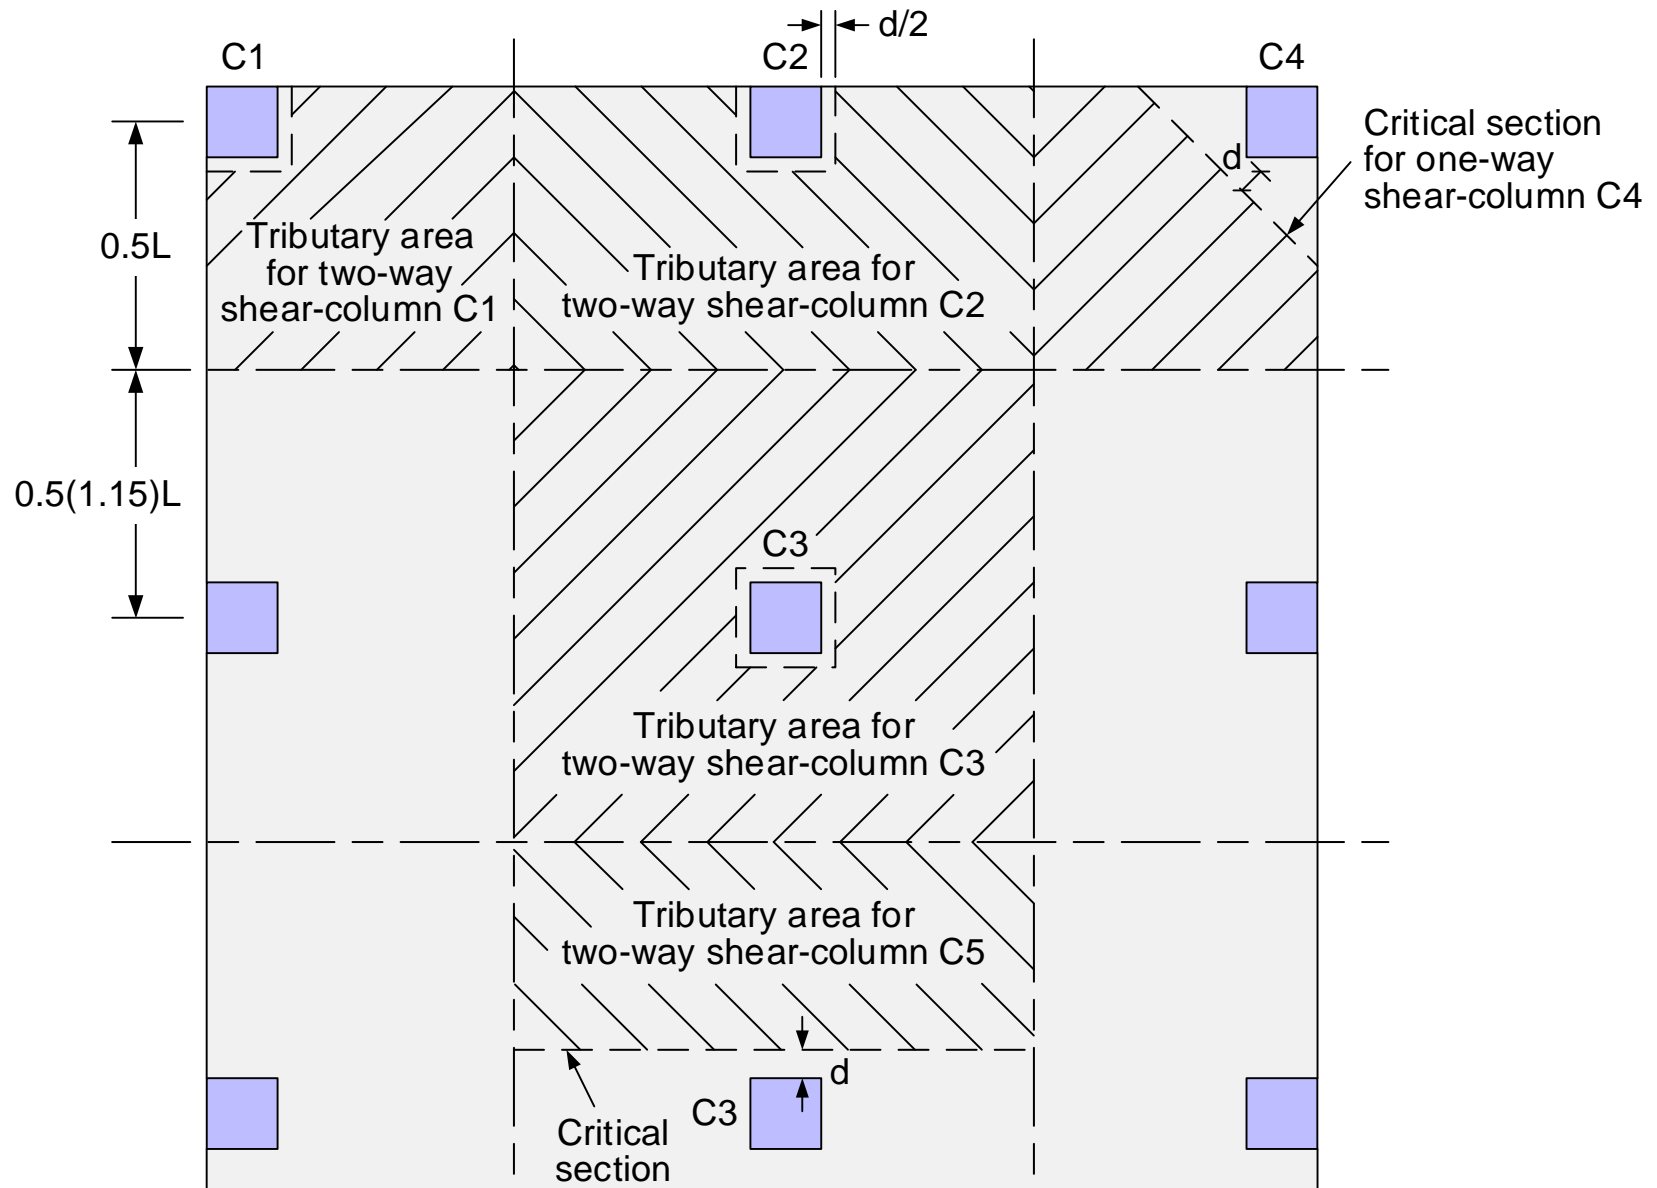 d/2
C1
C2
C4
Critical section
for one-way
shear-column C4
d
0.5L
Tributary area
for two-way
shear-column C1
Tributary area for
two-way shear-column C2
0.5(1.15)L
C3
Tributary area for
two-way shear-column C3
Tributary area for
two-way shear-column C5
d
C3
Critical
section